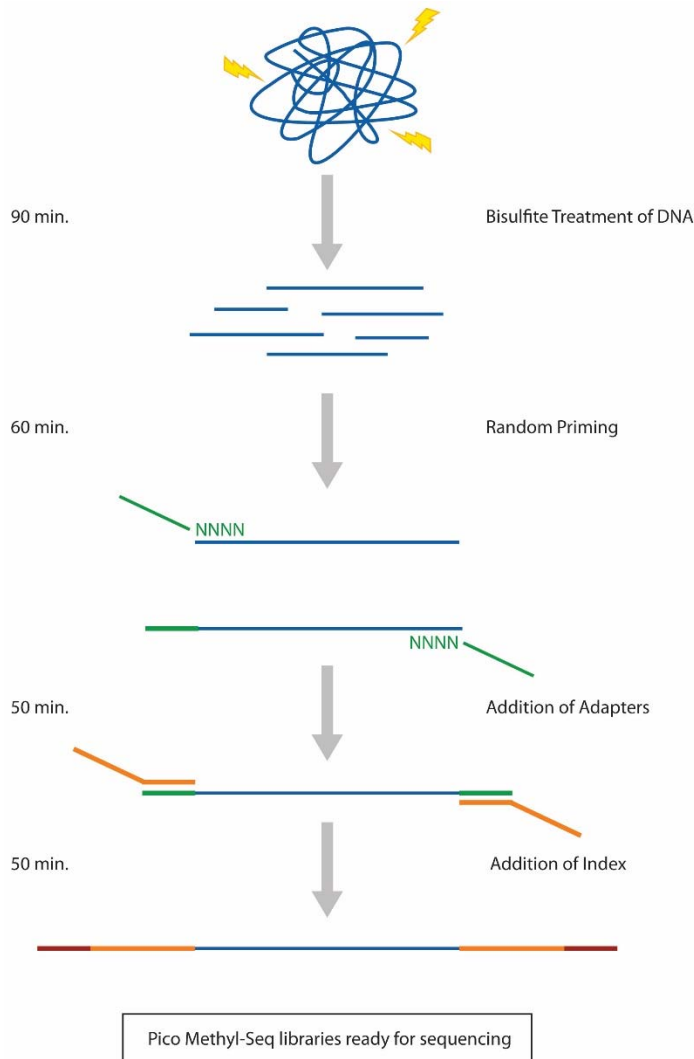 90 min.
Bisulfite Treatment of DNA
60 min.
Random Priming
NNNN
NNNN
50 min.
Addition of Adapters
50 min.
Addition of Index
Pico Methyl-Seq libraries ready for sequencing